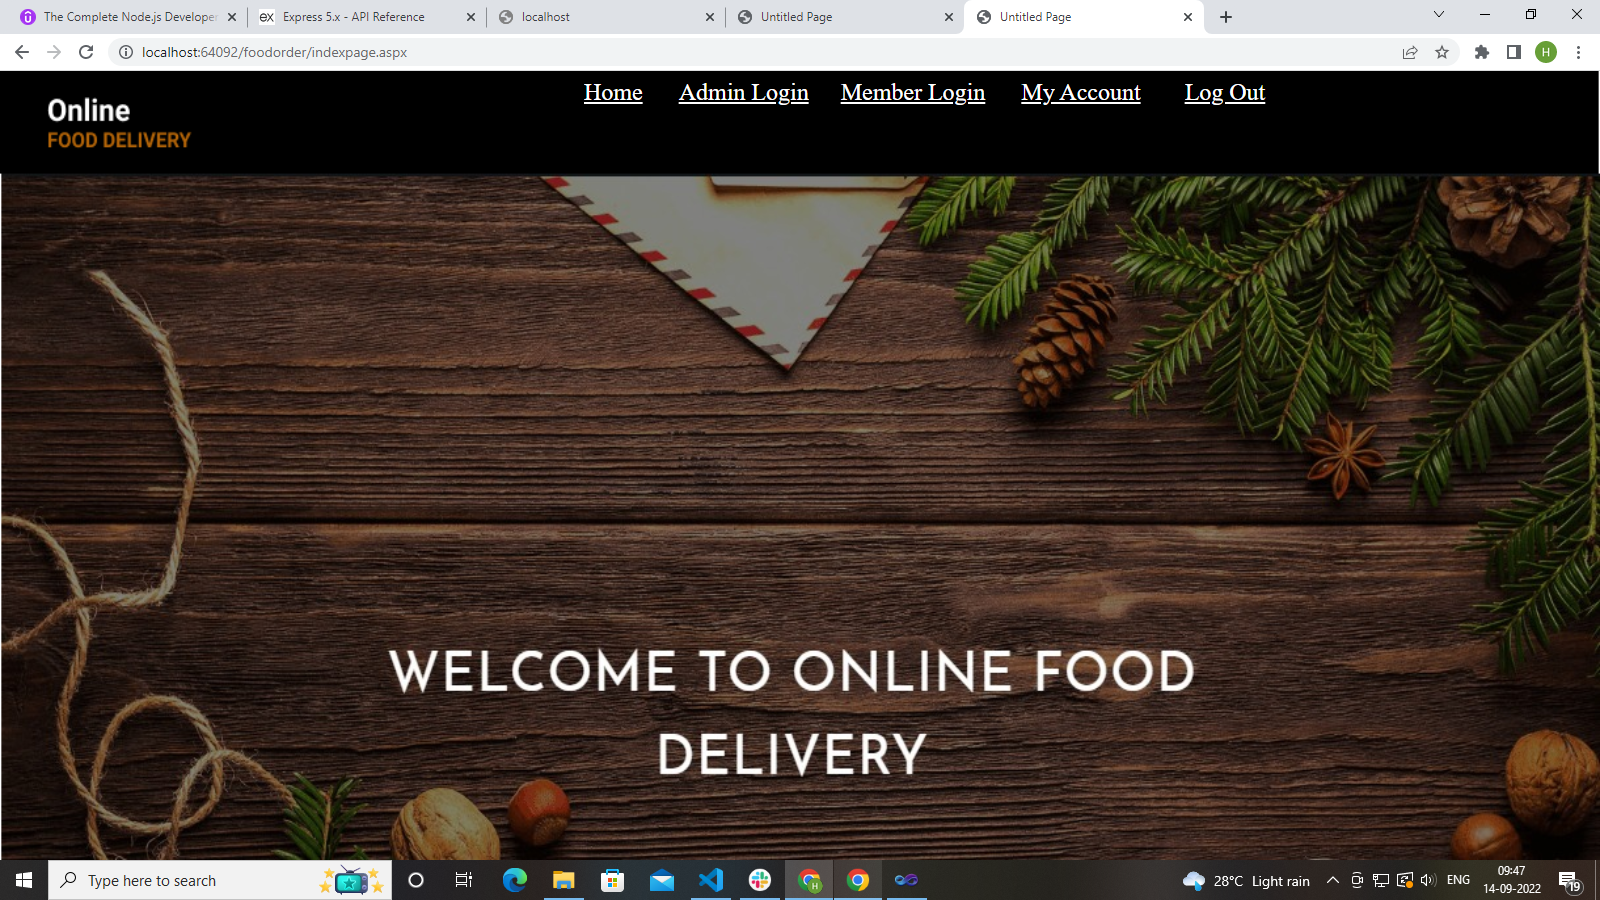 The Complete Node.js Developer
Express 5.x - API Reference
localhost
Untitled Page
Untitled Page
localhost:64092/foodorder/indexpage.aspx
H
Online
FOOD DELIVERY
Home
Admin Login
Member Login
My Account
Log Out
WELCOME TO ONLINE FOOD
DELIVERY
Type here to search
H
28°C Light rain
ENG
09:47
14-09-2022
19